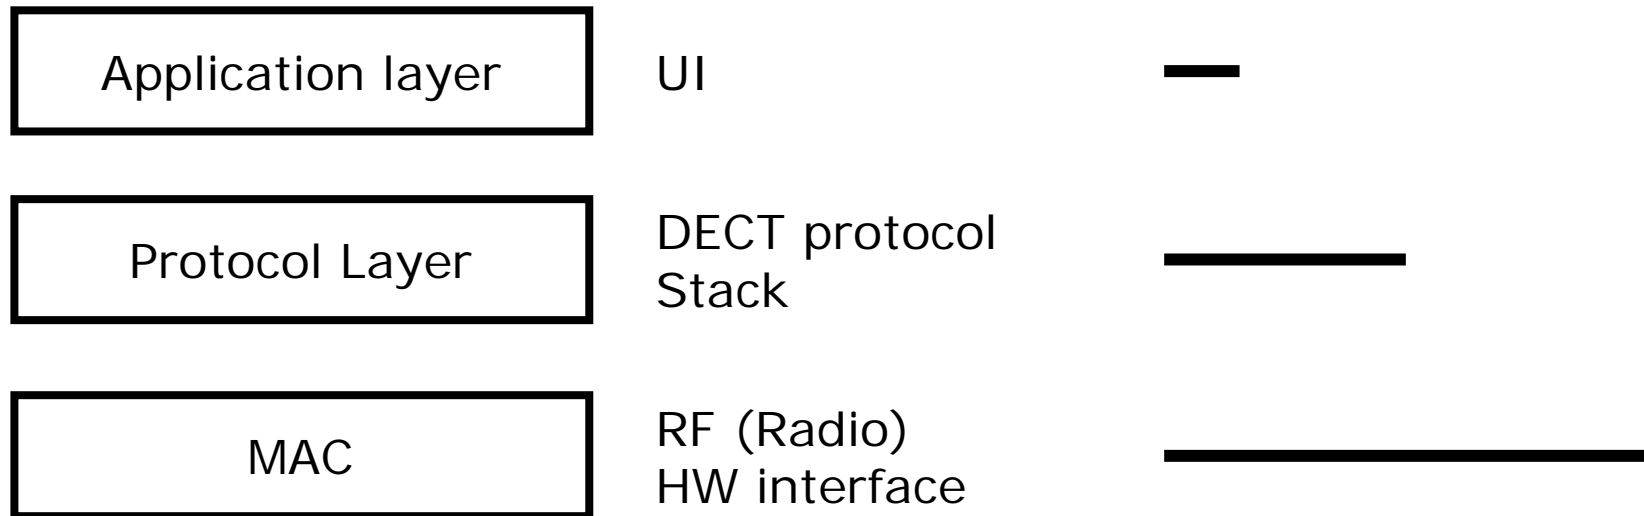 Application layer
UI
Protocol Layer
DECT protocol
Stack
MAC
RF (Radio)
HW interface